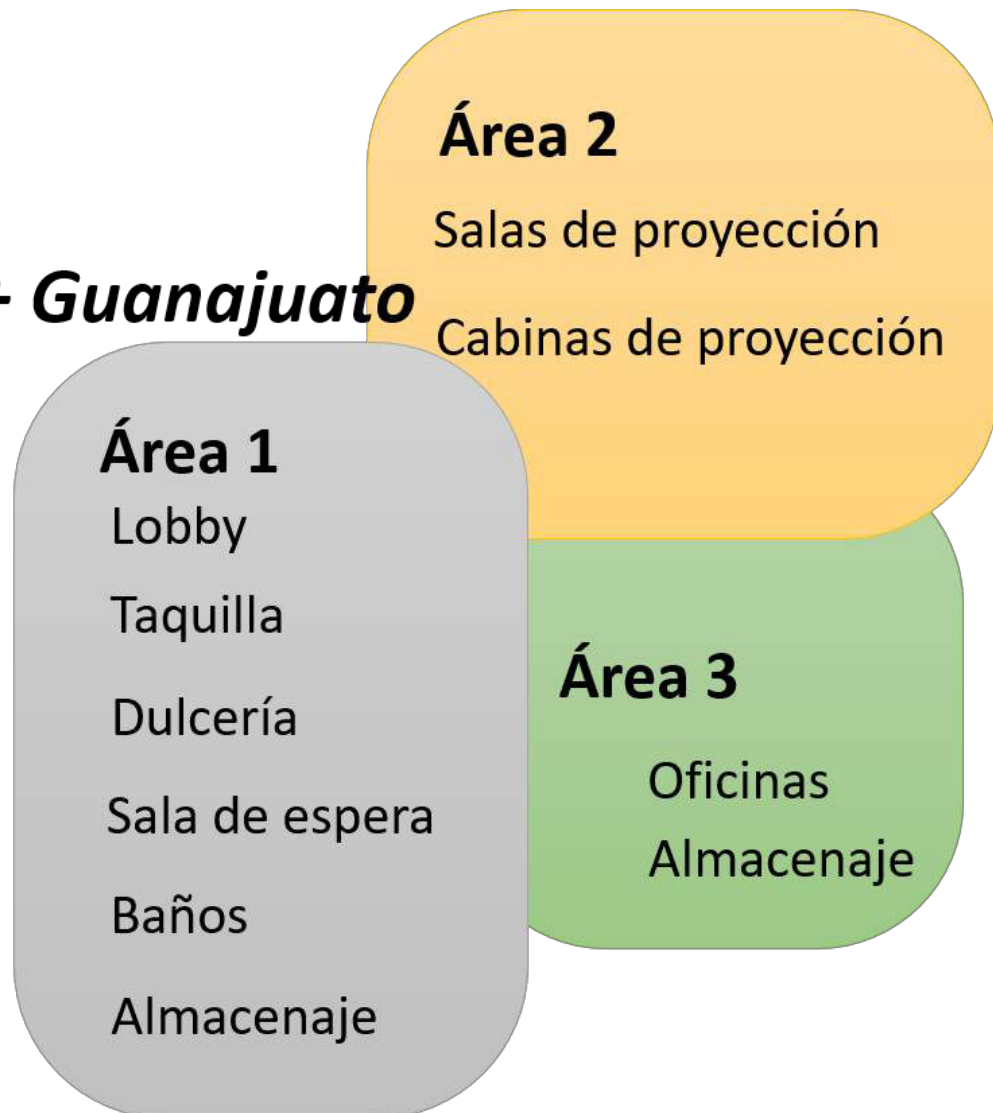 Guanajuato
Área 2
Salas de proyección
Cabinas de proyección
Área 1
Lobby
Taquilla
Dulcería
Sala de espera
Baños
Almacenaje
Área 3
Oficinas
Almacenaje